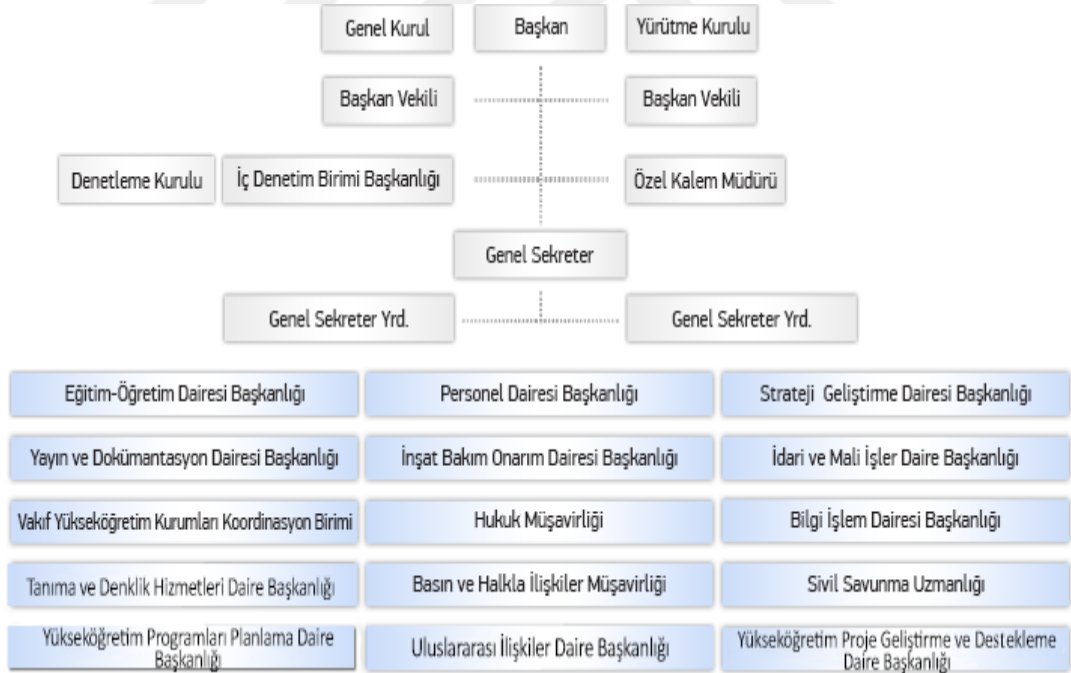 Genel Kurul
Başkan
Yürütme Kurulu
Başkan Vekili
Başkan Vekili
Denetleme Kurulu
İç Denetim Birimi Başkanlığı
Özel Kalem Müdürü
Genel Sekreter
Genel Sekreter Yrd.
Genel Sekreter Yrd.
Eğitim-Öğretim Dairesi Başkanlığı
Personel Dairesi Başkanlığı
Strateji Geliştirme Dairesi Başkanlığı
Yayın ve Dokümantasyon Dairesi Başkanlığı
İnşat Bakım Onarım Dairesi Başkanlığı
İdari ve Mali İşler Daire Başkanlığı
Vakıf Yükseköğretim Kurumları Koordinasyon Birimi
Hukuk Müşavirliği
Bilgi İşlem Dairesi Başkanlığı
Tanıma ve Denklik Hizmetleri Daire Başkanlığı
Basın ve Halkla İlişkiler Müşavirliği
Sivil Savunma Uzmanlığı
Yükseköğretim Programları Planlama Daire
Başkanlığı
Uluslararası İlişkiler Daire Başkanlığı
Yükseköğretim Proje Geliştirme ve Destekleme
Daire Başkanlığı